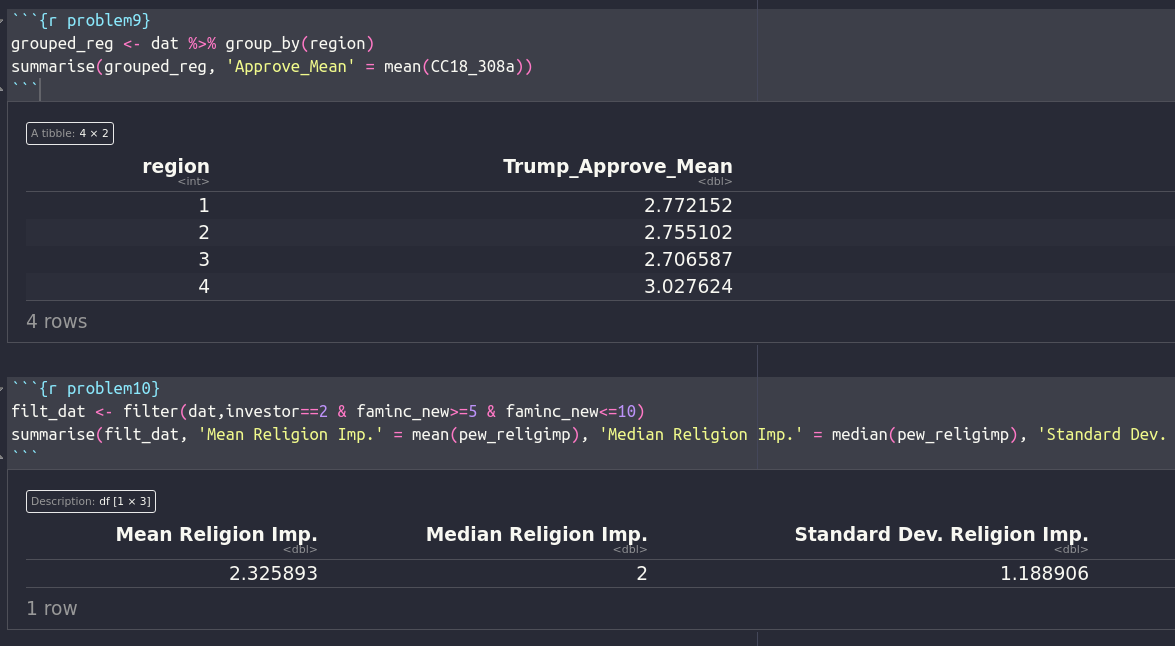 ```{r problem9}
grouped_reg <- dat %>% group_by(region)
summarise(grouped_reg, 'Approve_Mean' = mean(CC18_308a))
```
A tibble: 4 × 2
region Trump_Approve_Mean
<int> <dbl>
1 2.772152
2 2.755102
3 2.706587
4 3.027624
4 rows
```{r problem10}
filt_dat <- filter(dat,investor==2 & faminc_new>=5 & faminc_new<=10)
summarise(filt_dat, 'Mean Religion Imp.' = mean(pew_religimp), 'Median Religion Imp.' = median(pew_religimp), 'Standard Dev.
```
Description: df [1 × 3]
Mean Religion Imp. Median Religion Imp. Standard Dev. Religion Imp.
<dbl> <dbl> <dbl>
2.325893 2 1.188906
1 row